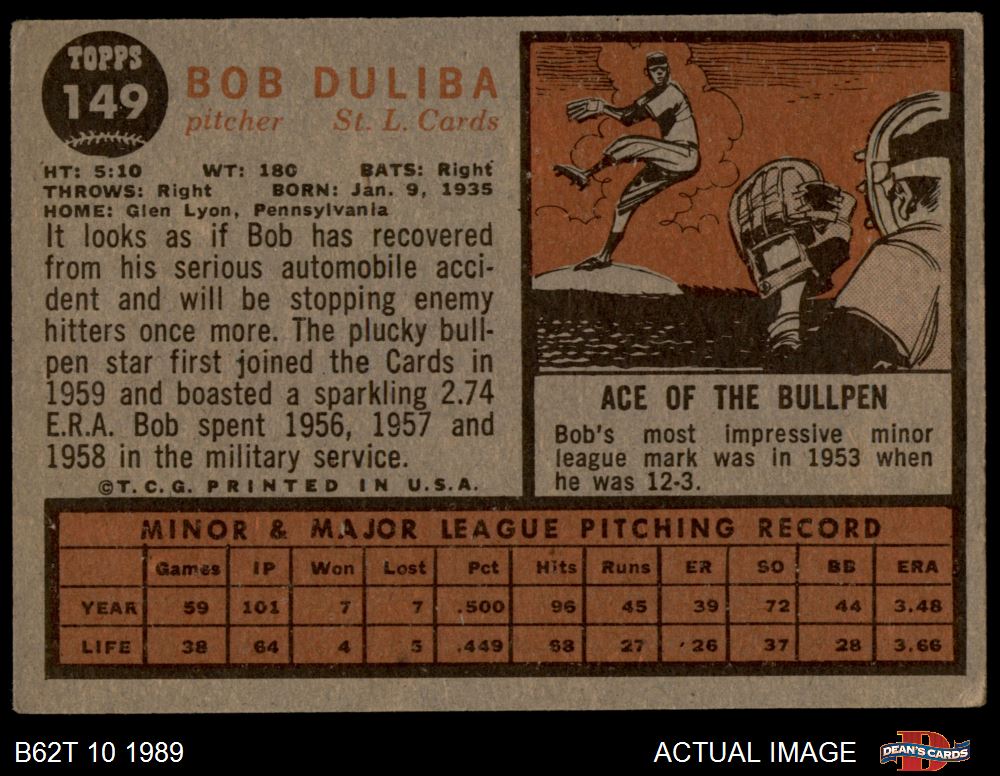 TOPPS
149
BOB DULIBA
pitcher St. L. Cards
HT: 5:10 WT: 180 BATS: Right
THROWS: Right BORN: Jan. 9, 1935
HOME: Glen Lyon, Pennsylvania
It looks as if Bob has recovered
from his serious automobile acci-
dent and will be stopping enemy
hitters once more. The plucky bull-
pen star first joined the Cards in
1959 and boasted a sparkling 2.74
E.R.A. Bob spent 1956, 1957 and
1958 in the military service.
©T.C.G. PRINTED IN U.S.A.
ACE OF THE BULLPEN
Bob's most impressive minor
league mark was in 1953 when
he was 12-3.
MINOR & MAJOR LEAGUE PITCHING RECORD
Games IP Won Lost Pct Hits Runs ER SO BB ERA
YEAR 59 101 7 7 .500 96 45 39 72 44 3.48
LIFE 38 64 4 5 .449 68 27 26 37 28 3.66
B62T 10 1989
ACTUAL IMAGE
D
DEAN'S CARDS